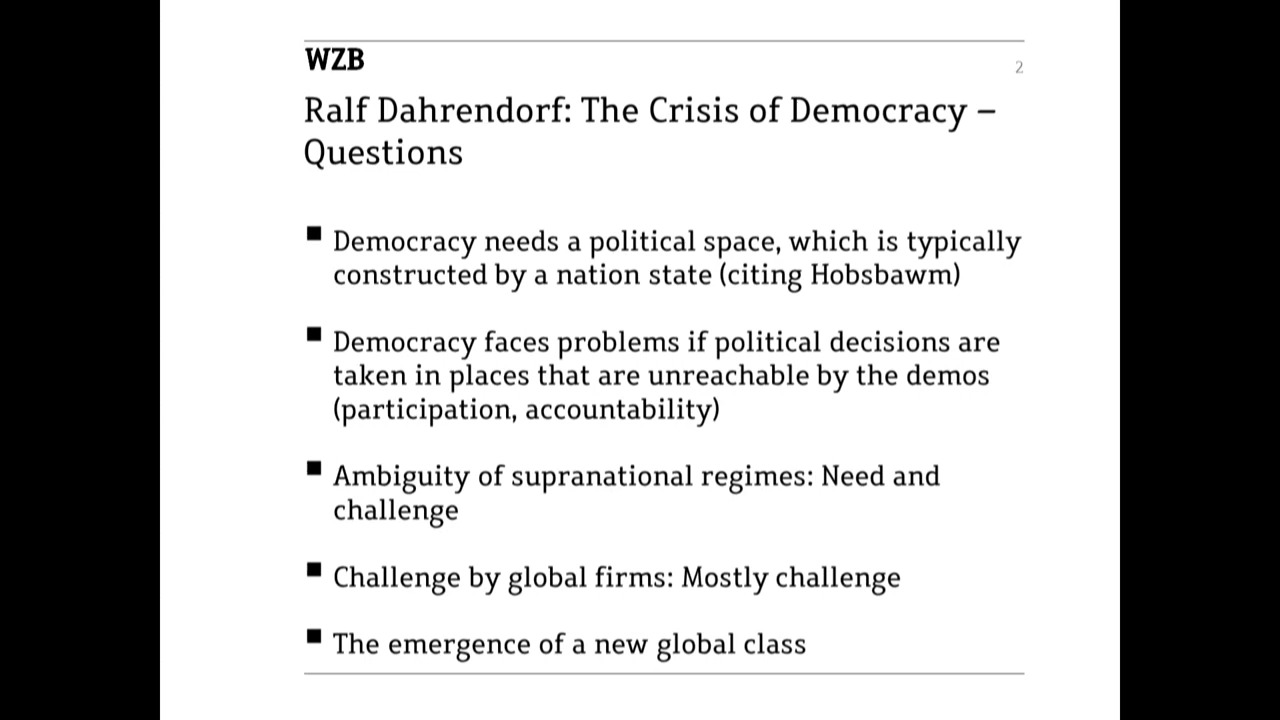 WZB
2
Ralf Dahrendorf: The Crisis of Democracy –
Questions
■ Democracy needs a political space, which is typically
constructed by a nation state (citing Hobsbawm)
■ Democracy faces problems if political decisions are
taken in places that are unreachable by the demos
(participation, accountability)
■ Ambiguity of supranational regimes: Need and
challenge
■ Challenge by global firms: Mostly challenge
■ The emergence of a new global class